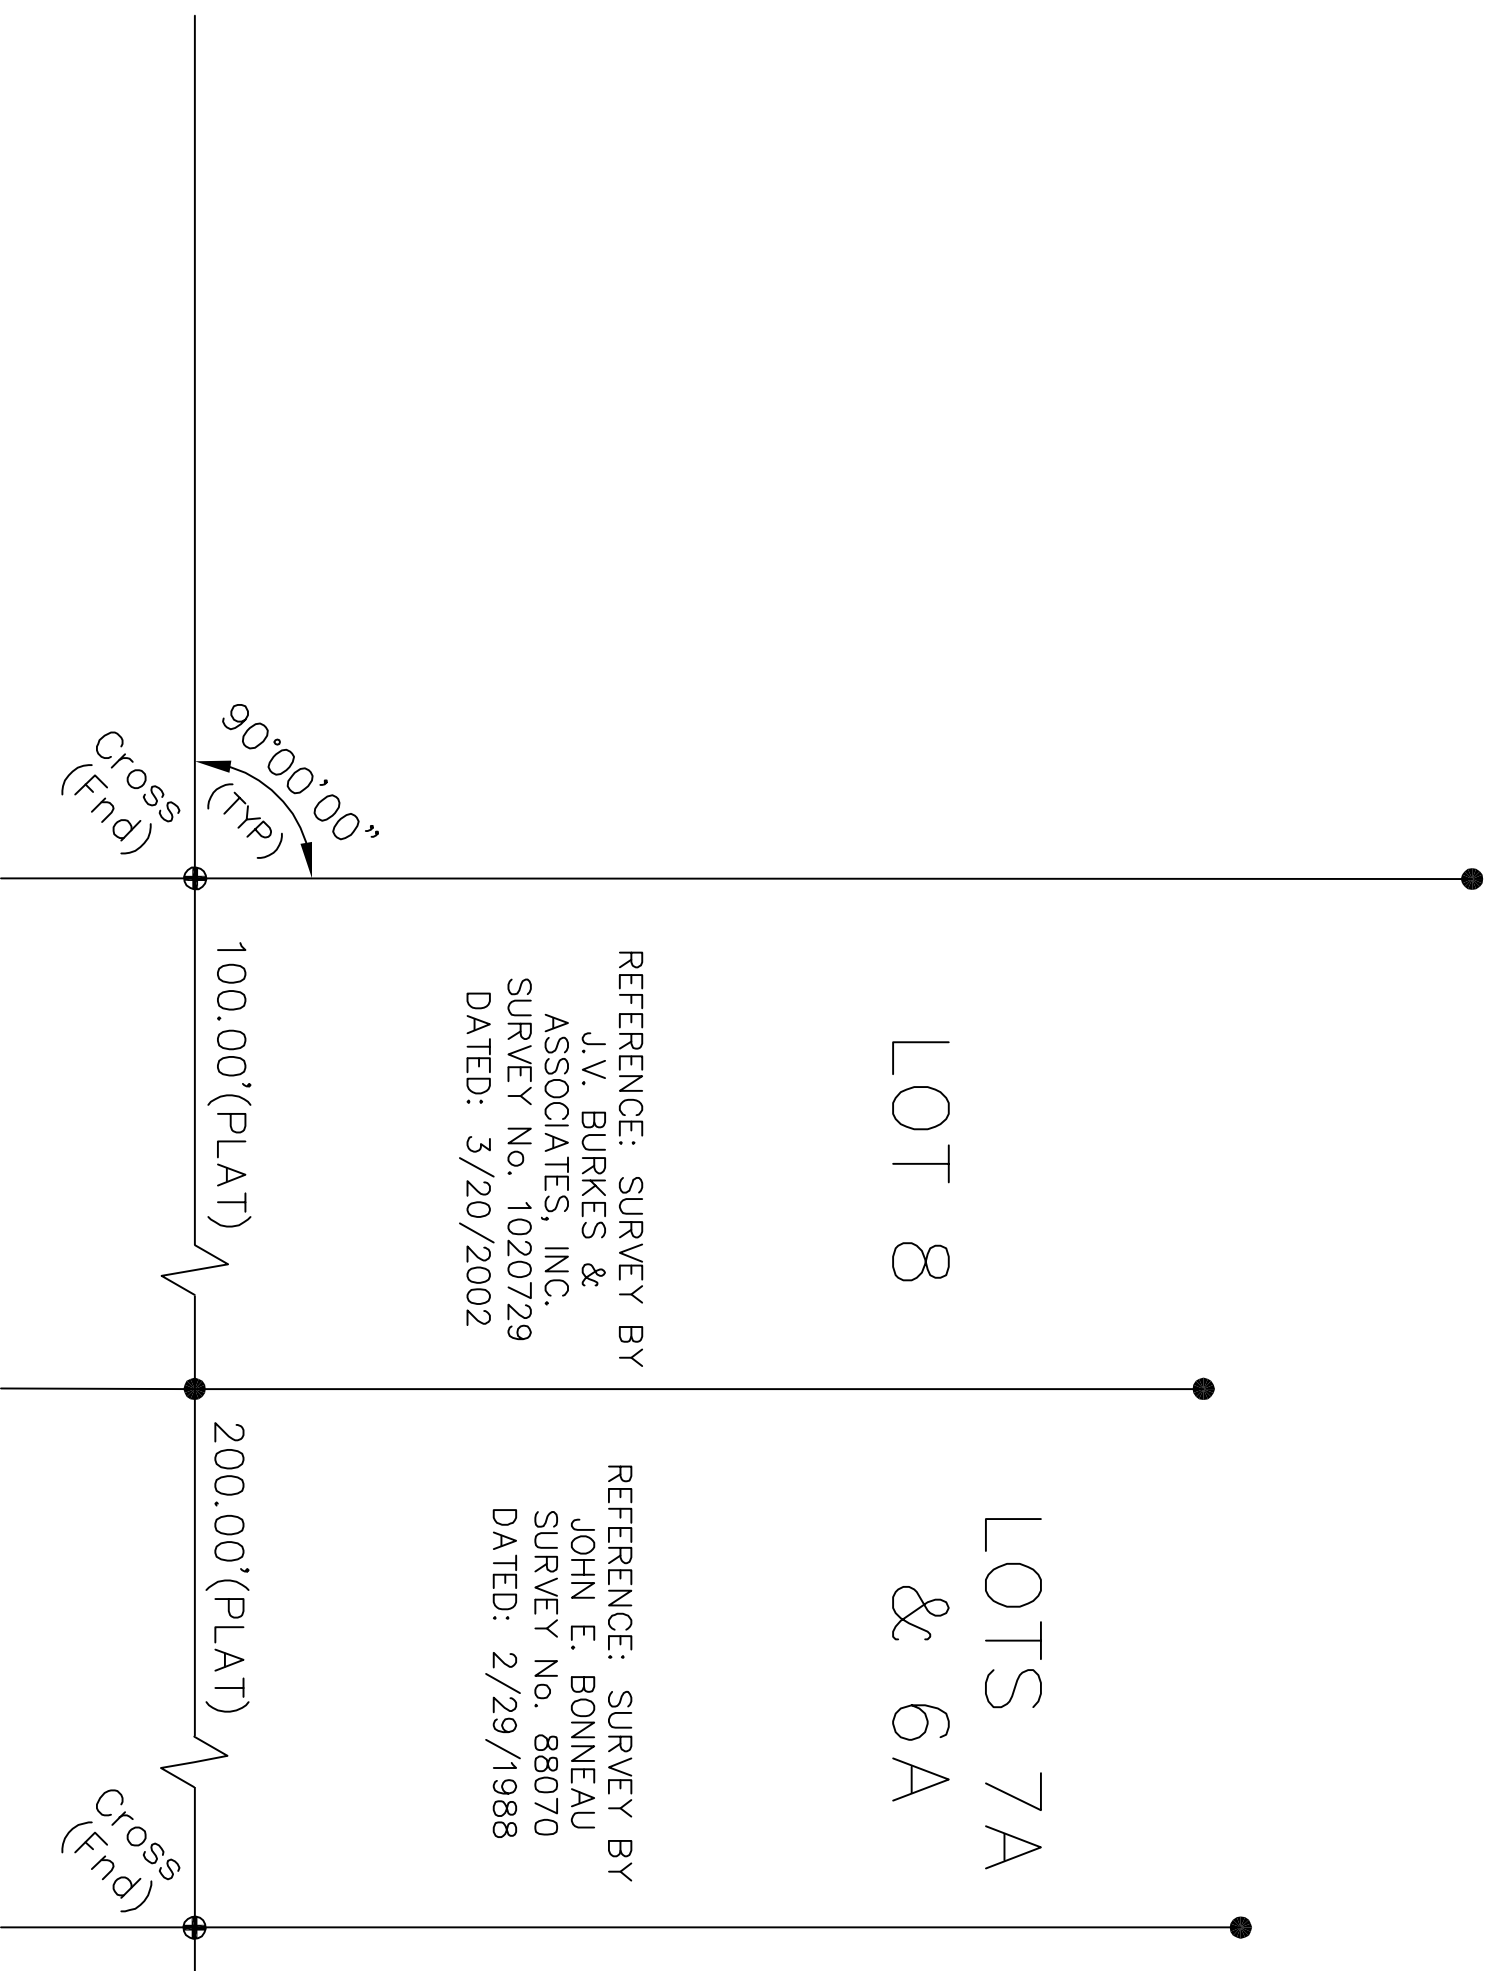 LOT 8
REFERENCE: SURVEY BY
J.V. BURKES &
ASSOCIATES, INC.
SURVEY No. 1020729
DATED: 3/20/2002
90°00'00"
(TYP)
100.00'(PLAT)
Cross
(Fnd)
LOTS 7A
& 6A
REFERENCE: SURVEY BY
JOHN E. BONNEAU
SURVEY No. 88070
DATED: 2/29/1988
200.00'(PLAT)
Cross
(Fnd)